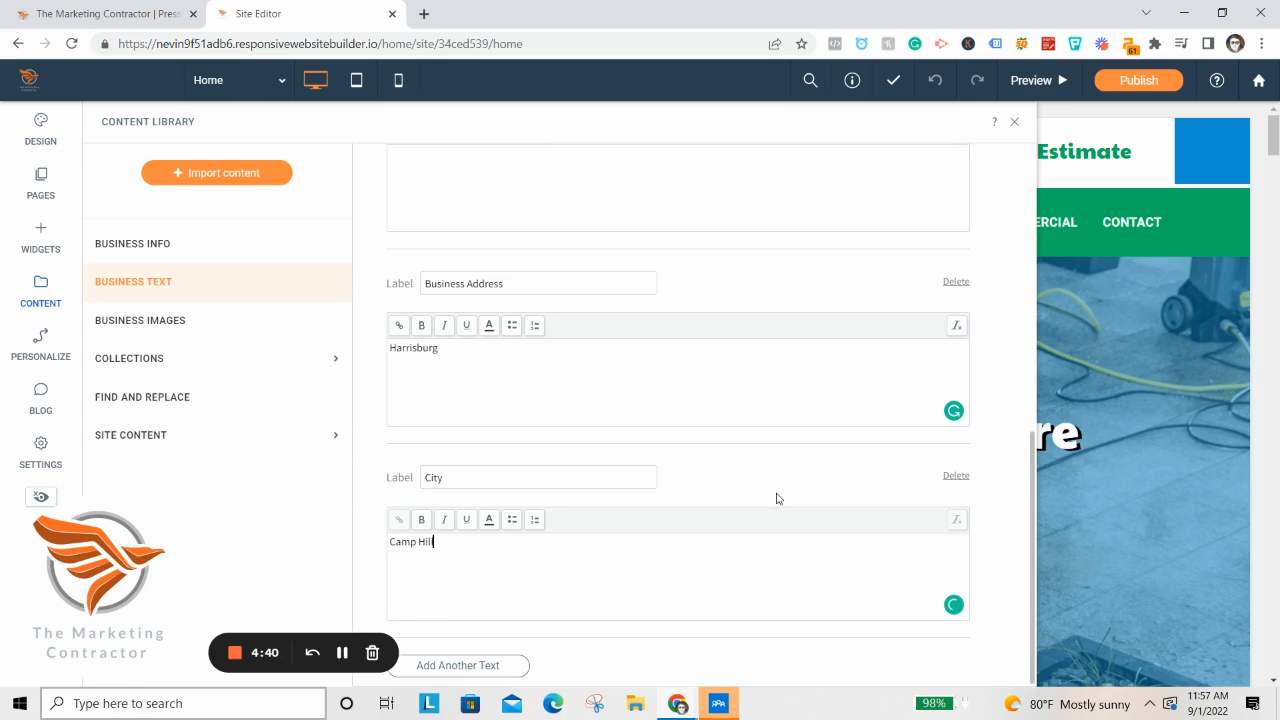 The Marketing Contractor | Press
Site Editor
https://nevie9f51adb6.responsivewebsitebuilder.io/home/site/34ced530/home
61
Home
Preview
Publish
CONTENT LIBRARY
?
DESIGN
PAGES
WIDGETS
CONTENT
PERSONALIZE
BLOG
SETTINGS
+ Import content
BUSINESS INFO
BUSINESS TEXT
BUSINESS IMAGES
COLLECTIONS
FIND AND REPLACE
SITE CONTENT
Label Business Address Delete
B I U A
Harrisburg
Label City Delete
B I U A
Camp Hill
Add Another Text
Estimate
ERCIAL CONTACT
re
The Marketing
Contractor
4:40
Type here to search
98%
80°F Mostly sunny
11:57 AM
9/1/2022